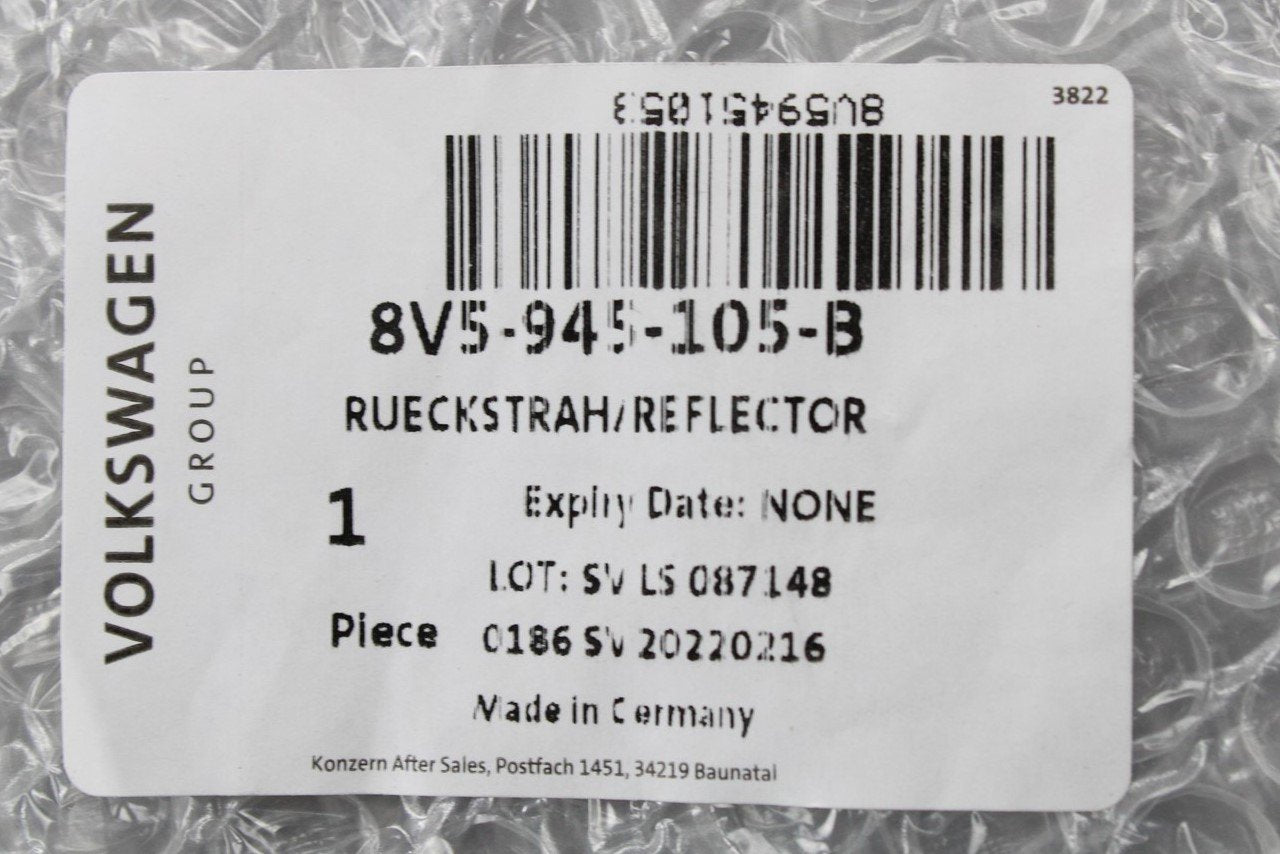 3822
8V5945105B
8V5-945-105-B
RUECKSTRAH/REFLECTOR
1
Expiry Date: NONE
LOT: SV LS 087148
Piece
0186 SV 20220216
Made in Germany
Konzern After Sales, Postfach 1451, 34219 Baunatal
VOLKSWAGEN
GROUP